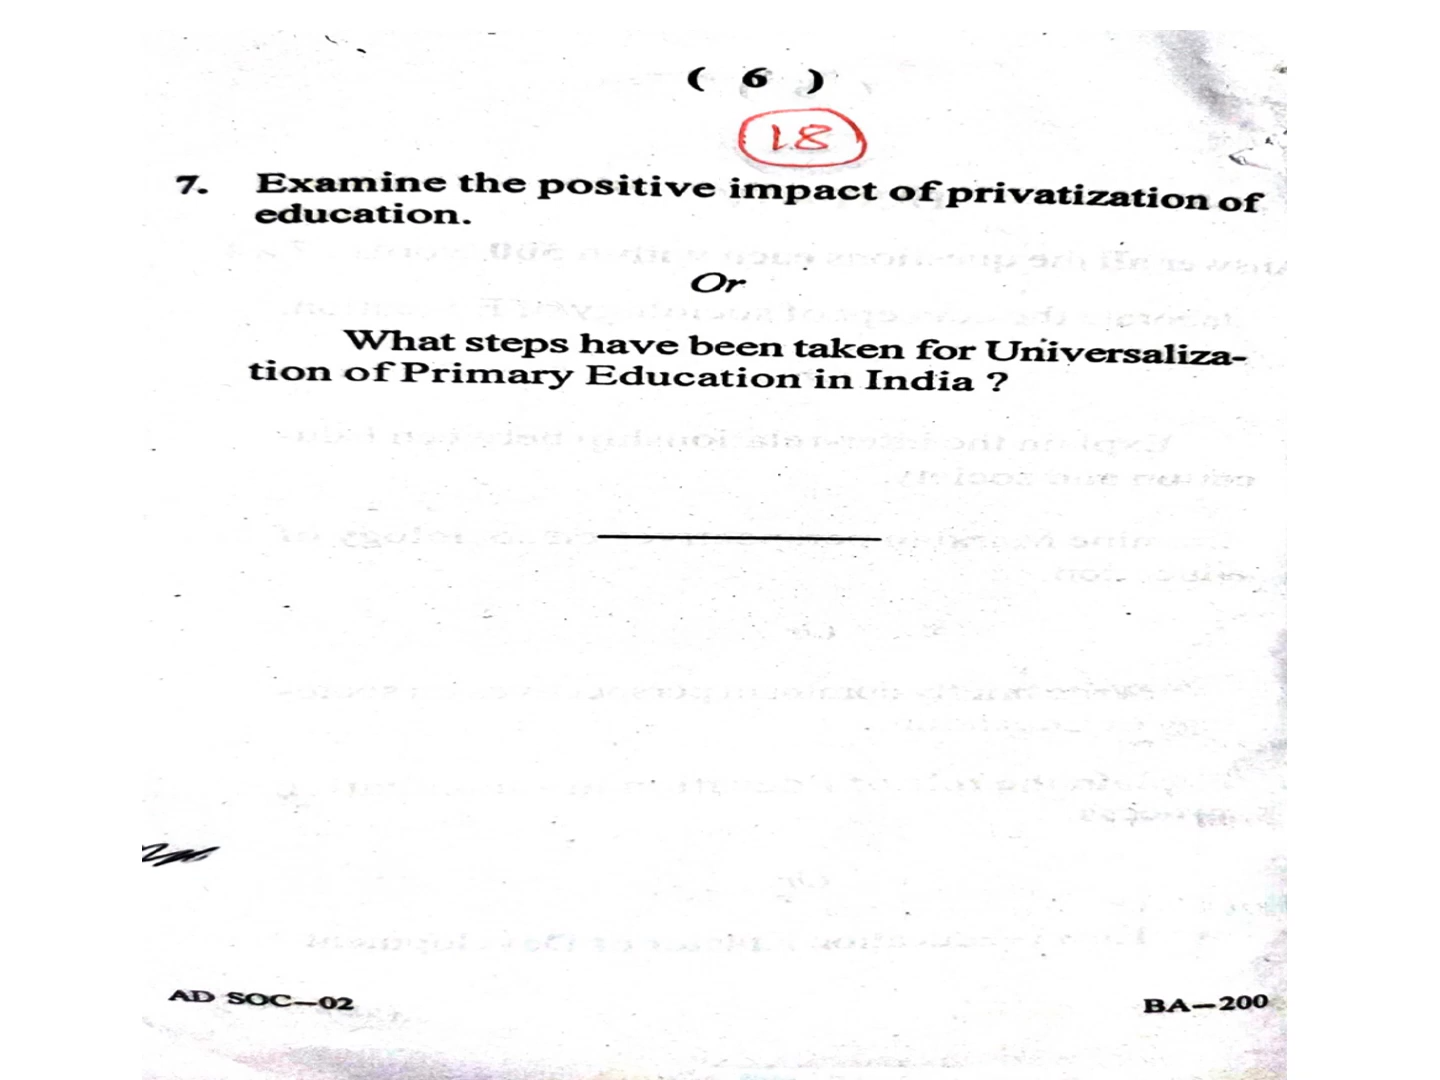 ( 6 )
18
7. Examine the positive impact of privatization of
education.
Or
What steps have been taken for Universaliza-
tion of Primary Education in India ?
AD SOC—02
BA—200